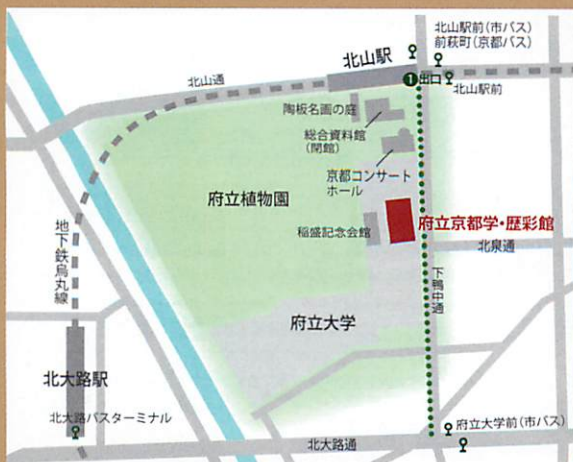 北山駅前(市バス)
前萩町(京都バス)
北山駅
北山通
1出口
北山駅前
陶板名画の庭
総合資料館
(閉館)
京都コンサート
ホール
府立植物園
府立京都学・歴彩館
稲盛記念会館
北泉通
地下鉄烏丸線
下鴨中通
府立大学
北大路駅
北大路バスターミナル
府立大学前(市バス)
北大路通